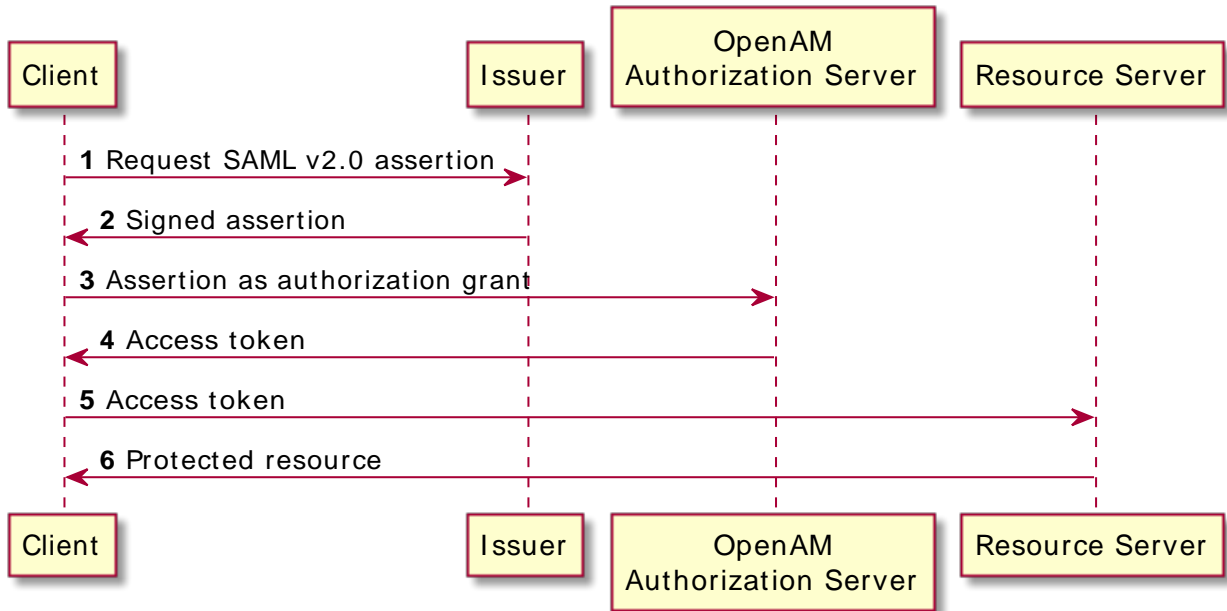 Client
Issuer
OpenAM
Authorization Server
Resource Server
1 Request SAML v2.0 assertion
2 Signed assertion
3 Assertion as authorization grant
4 Access token
5 Access token
6 Protected resource
Client
Issuer
OpenAM
Authorization Server
Resource Server